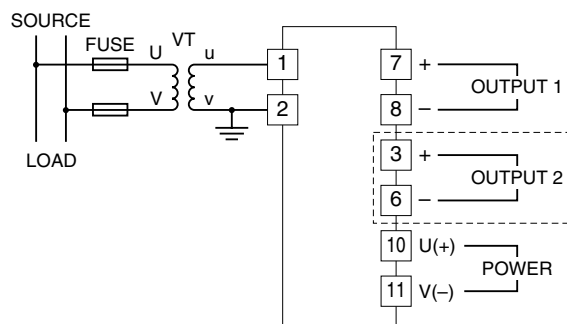 SOURCE
FUSE
U VT u
1
V v
2
LOAD
7 +
OUTPUT 1
8 –
3 +
OUTPUT 2
6 –
10 U(+)
POWER
11 V(–)